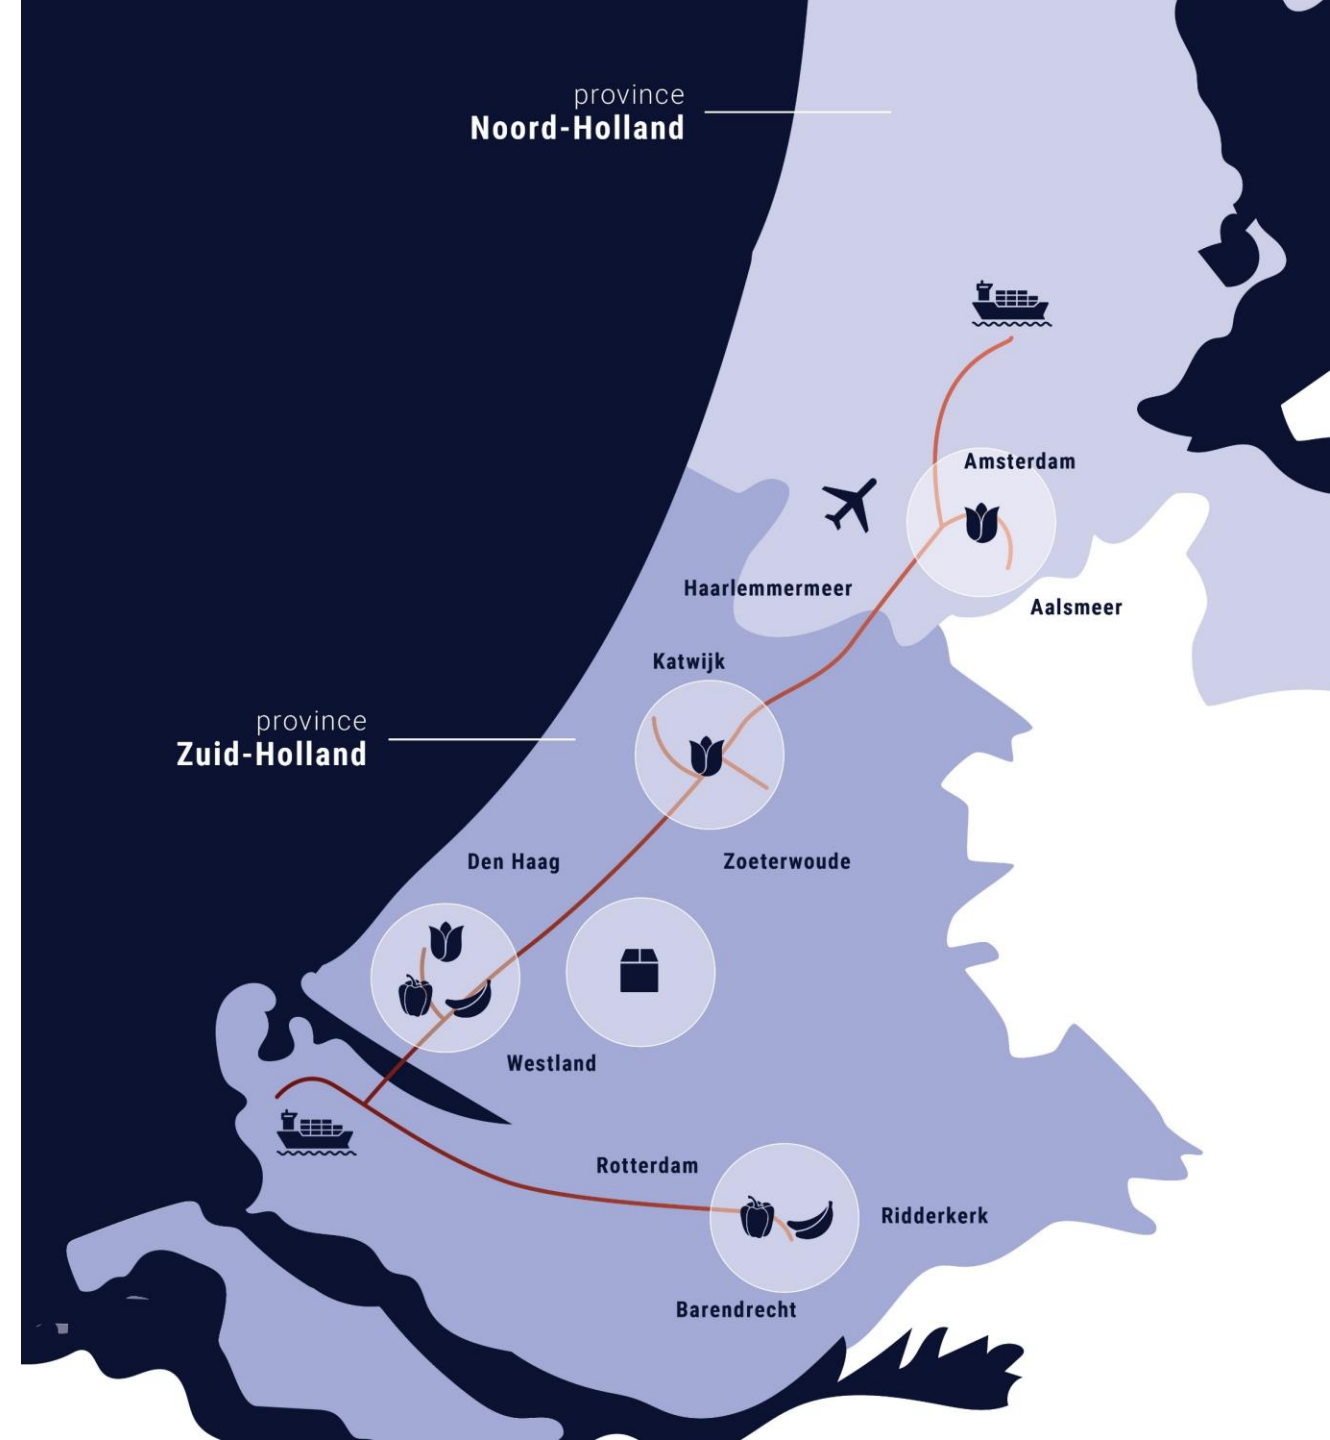 province
Noord-Holland
Amsterdam
Haarlemmermeer
Aalsmeer
Katwijk
province
Zuid-Holland
Den Haag
Zoeterwoude
Westland
Rotterdam
Ridderkerk
Barendrecht